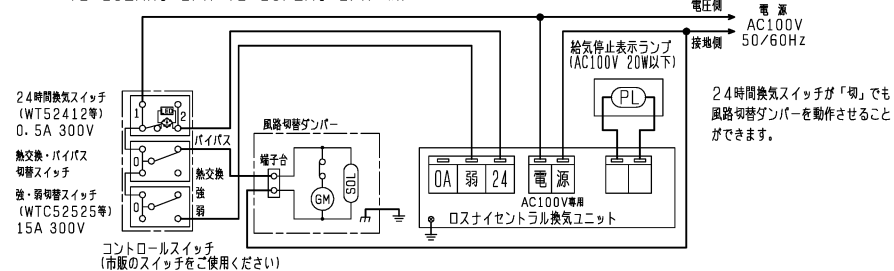 電圧側
電 源
AC100V
50/60Hz
接地側
給気停止表示ランプ
(AC100V 20W以下)
PL
24時間換気スイッチが「切」でも
風路切替ダンパーを動作させること
ができます。
24時間換気スイッチ
(WT52412等)
0.5A 300V
1
LED
2
熱交換・バイパス
切替スイッチ
0
バイパス
熱交換
強・弱切替スイッチ
(WTC52525等)
15A 300V
0
強
弱
コントロールスイッチ
(市販のスイッチをご使用ください)
風路切替ダンパー
端子台
GM
SOL
0A 弱 24 電 源
AC100V専用
ロスナイセントラル換気ユニット